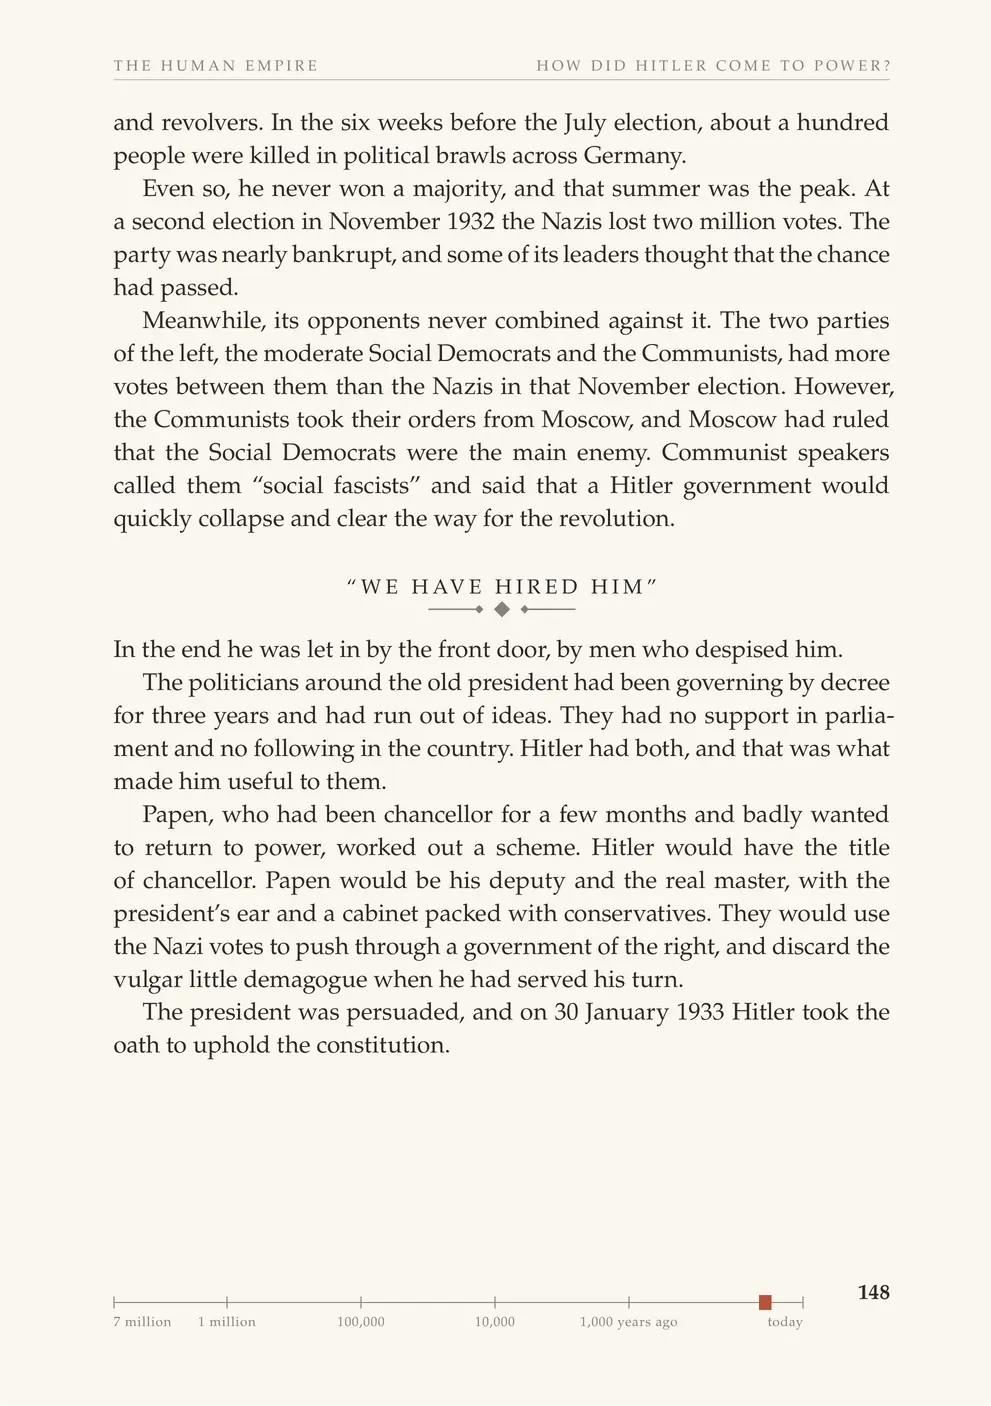 THE HUMAN EMPIRE
HOW DID HITLER COME TO POWER?
and revolvers. In the six weeks before the July election, about a hundred
people were killed in political brawls across Germany.
Even so, he never won a majority, and that summer was the peak. At
a second election in November 1932 the Nazis lost two million votes. The
party was nearly bankrupt, and some of its leaders thought that the chance
had passed.
Meanwhile, its opponents never combined against it. The two parties
of the left, the moderate Social Democrats and the Communists, had more
votes between them than the Nazis in that November election. However,
the Communists took their orders from Moscow, and Moscow had ruled
that the Social Democrats were the main enemy. Communist speakers
called them “social fascists” and said that a Hitler government would
quickly collapse and clear the way for the revolution.
“WE HAVE HIRED HIM”
In the end he was let in by the front door, by men who despised him.
The politicians around the old president had been governing by decree
for three years and had run out of ideas. They had no support in parlia-
ment and no following in the country. Hitler had both, and that was what
made him useful to them.
Papen, who had been chancellor for a few months and badly wanted
to return to power, worked out a scheme. Hitler would have the title
of chancellor. Papen would be his deputy and the real master, with the
president’s ear and a cabinet packed with conservatives. They would use
the Nazi votes to push through a government of the right, and discard the
vulgar little demagogue when he had served his turn.
The president was persuaded, and on 30 January 1933 Hitler took the
oath to uphold the constitution.
148
7 million
1 million
100,000
10,000
1,000 years ago
today